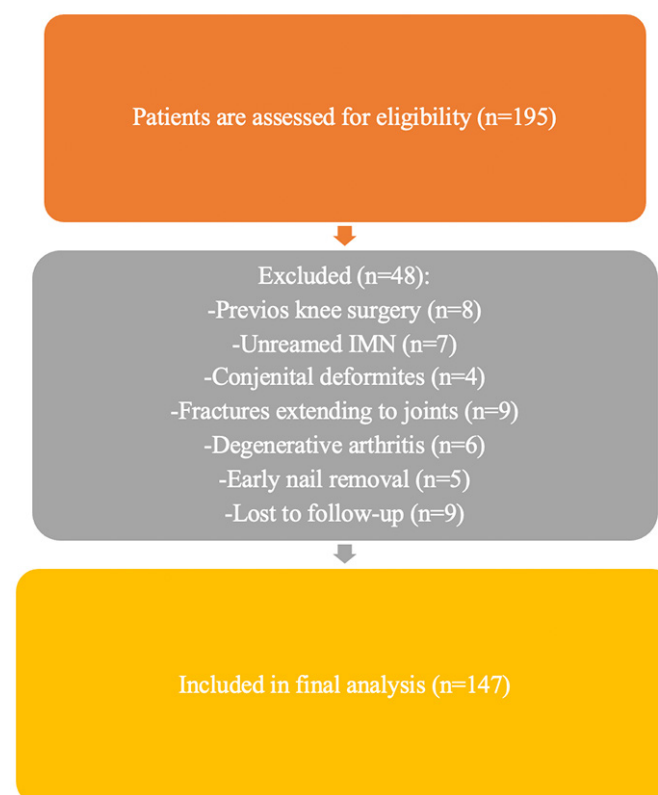 Patients are assessed for eligibility (n=195)
Excluded (n=48):
-Previos knee surgery (n=8)
-Unreamed IMN (n=7)
-Conjenital deformites (n=4)
-Fractures extending to joints (n=9)
-Degenerative arthritis (n=6)
-Early nail removal (n=5)
-Lost to follow-up (n=9)
Included in final analysis (n=147)